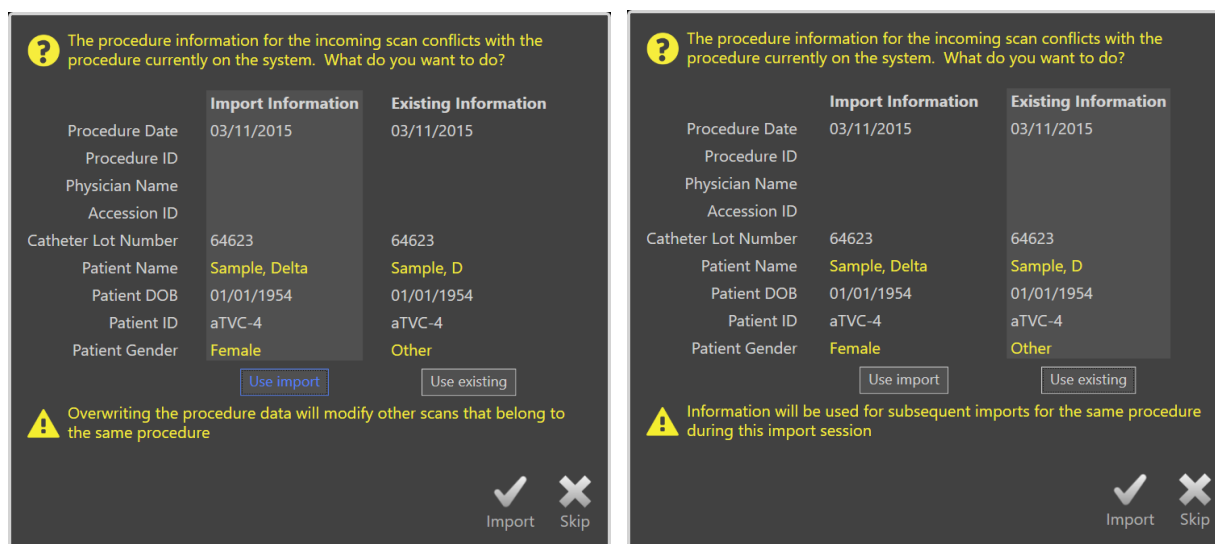 The procedure information for the incoming scan conflicts with the
procedure currently on the system.  What do you want to do?
Import Information Existing Information
Procedure Date 03/11/2015 03/11/2015
Procedure ID
Physician Name
Accession ID
Catheter Lot Number 64623 64623
Patient Name Sample, Delta Sample, D
Patient DOB 01/01/1954 01/01/1954
Patient ID aTVC-4 aTVC-4
Patient Gender Female Other
Use import Use existing
Overwriting the procedure data will modify other scans that belong to
the same procedure
Import Skip
The procedure information for the incoming scan conflicts with the
procedure currently on the system.  What do you want to do?
Import Information Existing Information
Procedure Date 03/11/2015 03/11/2015
Procedure ID
Physician Name
Accession ID
Catheter Lot Number 64623 64623
Patient Name Sample, Delta Sample, D
Patient DOB 01/01/1954 01/01/1954
Patient ID aTVC-4 aTVC-4
Patient Gender Female Other
Use import Use existing
Information will be used for subsequent imports for the same procedure
during this import session
Import Skip